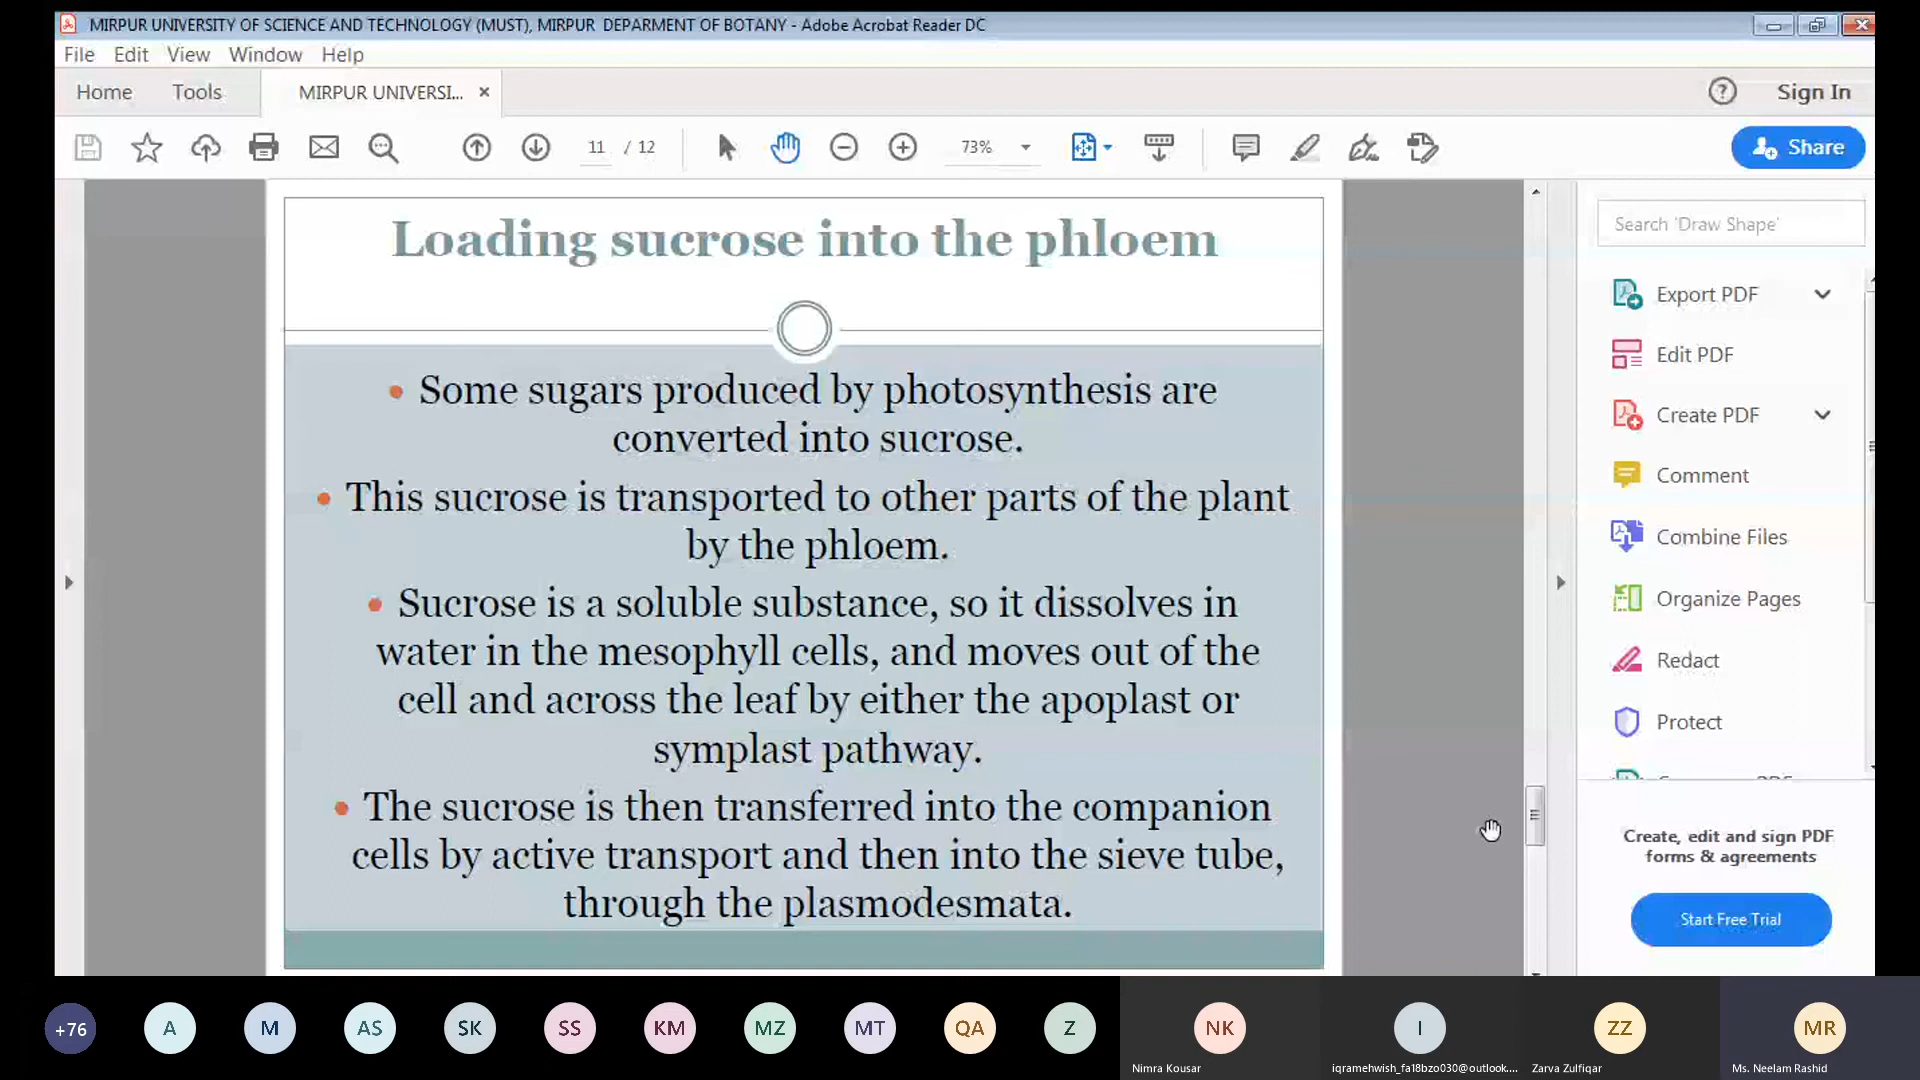 MIRPUR UNIVERSITY OF SCIENCE AND TECHNOLOGY (MUST), MIRPUR DEPARMENT OF BOTANY - Adobe Acrobat Reader DC
File Edit View Window Help
Home Tools MIRPUR UNIVERSI... × Sign In
11 / 12 73% Share
Loading sucrose into the phloem
• Some sugars produced by photosynthesis are
converted into sucrose.
• This sucrose is transported to other parts of the plant
by the phloem.
• Sucrose is a soluble substance, so it dissolves in
water in the mesophyll cells, and moves out of the
cell and across the leaf by either the apoplast or
symplast pathway.
• The sucrose is then transferred into the companion
cells by active transport and then into the sieve tube,
through the plasmodesmata.
Search 'Draw Shape'
Export PDF
Edit PDF
Create PDF
Comment
Combine Files
Organize Pages
Redact
Protect
Create, edit and sign PDF
forms & agreements
Start Free Trial
+76 A M AS SK SS KM MZ MT QA Z NK I ZZ MR
Nimra Kousar iqramehwish_fa18bzo030@outlook.... Zarva Zulfiqar Ms. Neelam Rashid